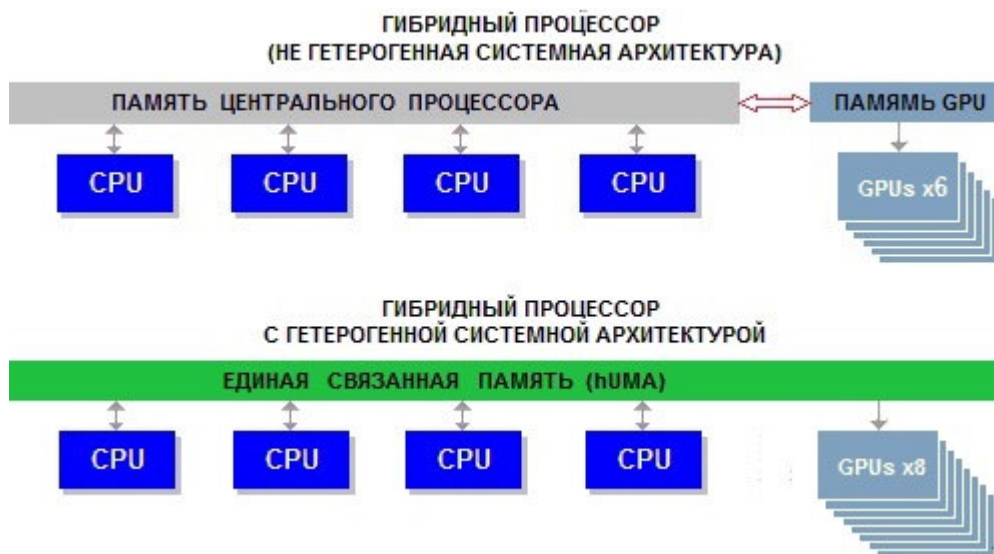 ГИБРИДНЫЙ ПРОЦЕССОР
(НЕ ГЕТЕРОГЕННАЯ СИСТЕМНАЯ АРХИТЕКТУРА)
ПАМЯТЬ ЦЕНТРАЛЬНОГО ПРОЦЕССОРА ПАМЯМЬ GPU
CPU CPU CPU CPU GPUs x6
ГИБРИДНЫЙ ПРОЦЕССОР
С ГЕТЕРОГЕННОЙ СИСТЕМНОЙ АРХИТЕКТУРОЙ
ЕДИНАЯ СВЯЗАННАЯ ПАМЯТЬ (hUMA)
CPU CPU CPU CPU GPUs x8